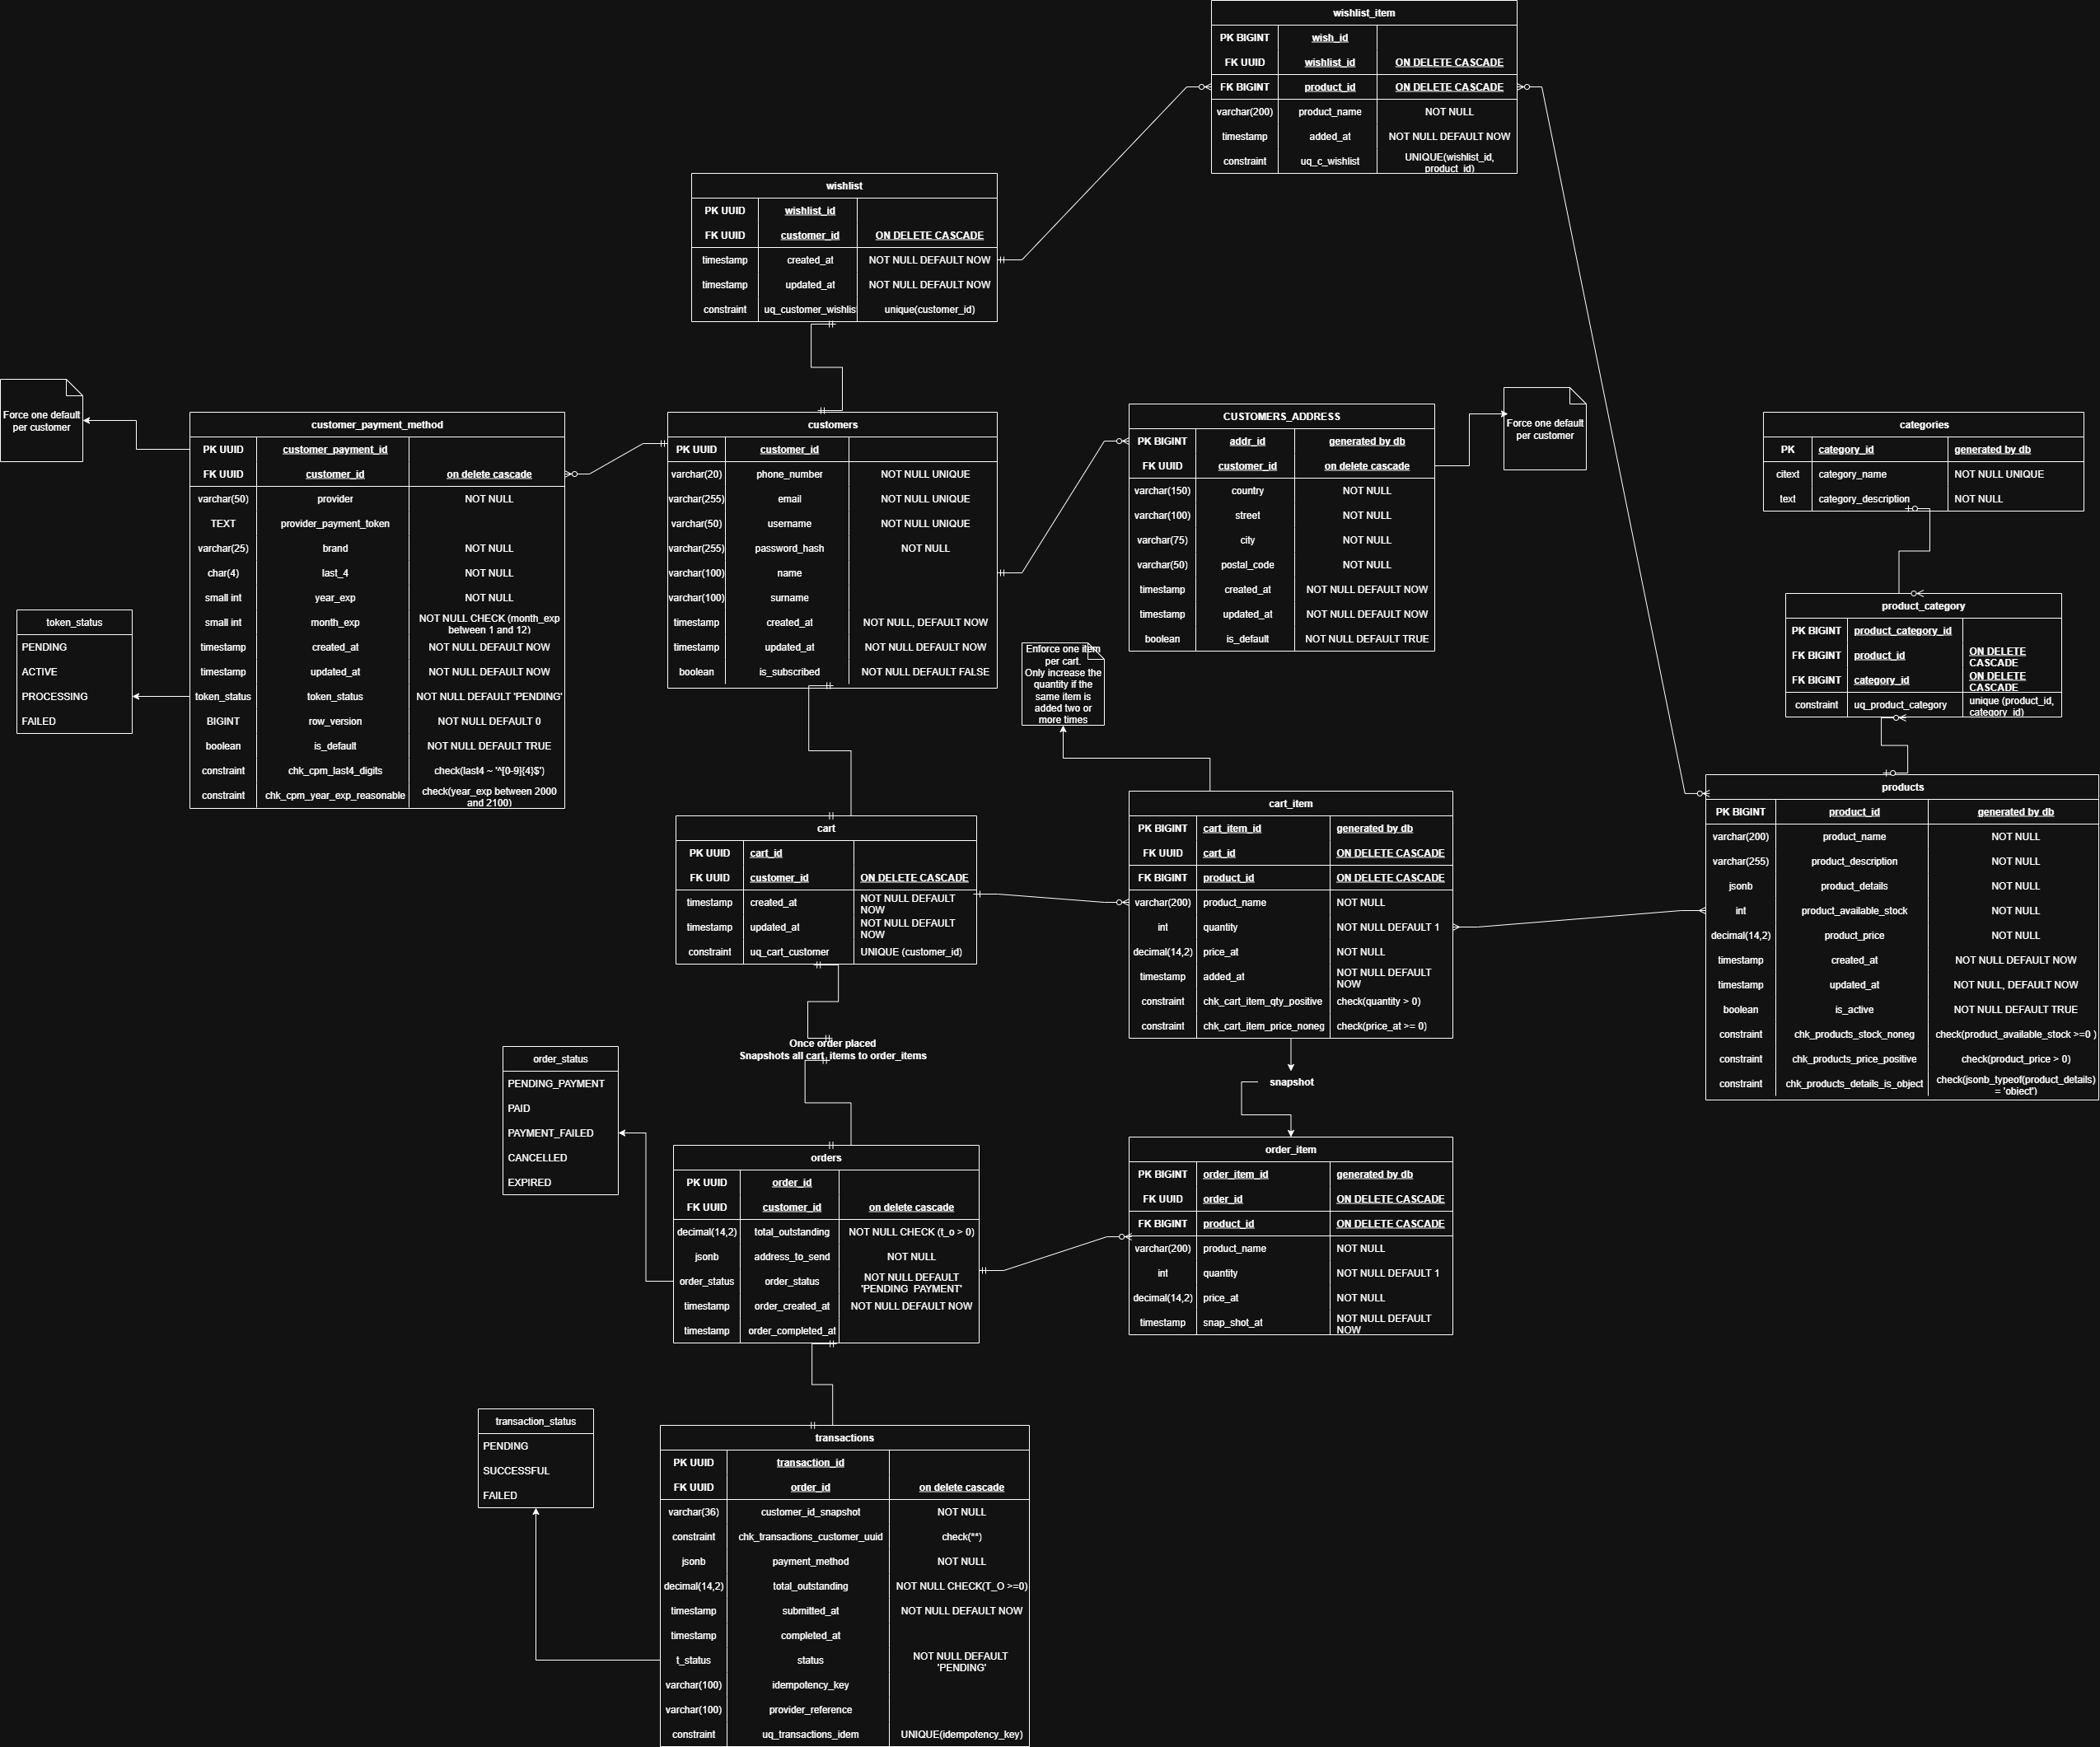 wishlist_item
PK BIGINT wish_id
FK UUID wishlist_id ON DELETE CASCADE
FK BIGINT product_id ON DELETE CASCADE
varchar(200) product_name NOT NULL
timestamp added_at NOT NULL DEFAULT NOW
constraint uq_c_wishlist UNIQUE(wishlist_id,
product_id)
wishlist
PK UUID wishlist_id
FK UUID customer_id ON DELETE CASCADE
timestamp created_at NOT NULL DEFAULT NOW
timestamp updated_at NOT NULL DEFAULT NOW
constraint uq_customer_wishlis unique(customer_id)
Force one default
per customer
customer_payment_method
PK UUID customer_payment_id
FK UUID customer_id on delete cascade
varchar(50) provider NOT NULL
TEXT provider_payment_token
varchar(25) brand NOT NULL
char(4) last_4 NOT NULL
small int year_exp NOT NULL
small int month_exp NOT NULL CHECK (month_exp
between 1 and 12)
timestamp created_at NOT NULL DEFAULT NOW
timestamp updated_at NOT NULL DEFAULT NOW
token_status token_status NOT NULL DEFAULT 'PENDING'
BIGINT row_version NOT NULL DEFAULT 0
boolean is_default NOT NULL DEFAULT TRUE
constraint chk_cpm_last4_digits check(last4 ~ '^[0-9]{4}$')
constraint chk_cpm_year_exp_reasonable check(year_exp between 2000
and 2100)
token_status
PENDING
ACTIVE
PROCESSING
FAILED
customers
PK UUID customer_id
varchar(20) phone_number NOT NULL UNIQUE
varchar(255) email NOT NULL UNIQUE
varchar(50) username NOT NULL UNIQUE
varchar(255) password_hash NOT NULL
varchar(100) name
varchar(100) surname
timestamp created_at NOT NULL, DEFAULT NOW
timestamp updated_at NOT NULL DEFAULT NOW
boolean is_subscribed NOT NULL DEFAULT FALSE
CUSTOMERS_ADDRESS
PK BIGINT addr_id generated by db
FK UUID customer_id on delete cascade
varchar(150) country NOT NULL
varchar(100) street NOT NULL
varchar(75) city NOT NULL
varchar(50) postal_code NOT NULL
timestamp created_at NOT NULL DEFAULT NOW
timestamp updated_at NOT NULL DEFAULT NOW
boolean is_default NOT NULL DEFAULT TRUE
Force one default
per customer
categories
PK category_id generated by db
citext category_name NOT NULL UNIQUE
text category_description NOT NULL
product_category
PK BIGINT product_category_id
FK BIGINT product_id ON DELETE
CASCADE
FK BIGINT category_id ON DELETE
CASCADE
constraint uq_product_category unique (product_id,
category_id)
Enforce one item
per cart.
Only increase the
quantity if the
same item is
added two or
more times
products
PK BIGINT product_id generated by db
varchar(200) product_name NOT NULL
varchar(255) product_description NOT NULL
jsonb product_details NOT NULL
int product_available_stock NOT NULL
decimal(14,2) product_price NOT NULL
timestamp created_at NOT NULL DEFAULT NOW
timestamp updated_at NOT NULL, DEFAULT NOW
boolean is_active NOT NULL DEFAULT TRUE
constraint chk_products_stock_noneg check(product_available_stock >=0 )
constraint chk_products_price_positive check(product_price > 0)
constraint chk_products_details_is_object check(jsonb_typeof(product_details)
= 'object')
cart
PK UUID cart_id
FK UUID customer_id ON DELETE CASCADE
timestamp created_at NOT NULL DEFAULT
NOW
timestamp updated_at NOT NULL DEFAULT
NOW
constraint uq_cart_customer UNIQUE (customer_id)
cart_item
PK BIGINT cart_item_id generated by db
FK UUID cart_id ON DELETE CASCADE
FK BIGINT product_id ON DELETE CASCADE
varchar(200) product_name NOT NULL
int quantity NOT NULL DEFAULT 1
decimal(14,2) price_at NOT NULL
timestamp added_at NOT NULL DEFAULT
NOW
constraint chk_cart_item_qty_positive check(quantity > 0)
constraint chk_cart_item_price_noneg check(price_at >= 0)
Once order placed
Snapshots all cart_items to order_items
snapshot
order_status
PENDING_PAYMENT
PAID
PAYMENT_FAILED
CANCELLED
EXPIRED
orders
PK UUID order_id
FK UUID customer_id on delete cascade
decimal(14,2) total_outstanding NOT NULL CHECK (t_o > 0)
jsonb address_to_send NOT NULL
order_status order_status NOT NULL DEFAULT
'PENDING_PAYMENT'
timestamp order_created_at NOT NULL DEFAULT NOW
timestamp order_completed_at
order_item
PK BIGINT order_item_id generated by db
FK UUID order_id ON DELETE CASCADE
FK BIGINT product_id ON DELETE CASCADE
varchar(200) product_name NOT NULL
int quantity NOT NULL DEFAULT 1
decimal(14,2) price_at NOT NULL
timestamp snap_shot_at NOT NULL DEFAULT
NOW
transaction_status
PENDING
SUCCESSFUL
FAILED
transactions
PK UUID transaction_id
FK UUID order_id on delete cascade
varchar(36) customer_id_snapshot NOT NULL
constraint chk_transactions_customer_uuid check(**)
jsonb payment_method NOT NULL
decimal(14,2) total_outstanding NOT NULL CHECK(T_O >=0)
timestamp submitted_at NOT NULL DEFAULT NOW
timestamp completed_at
t_status status NOT NULL DEFAULT
'PENDING'
varchar(100) idempotency_key
varchar(100) provider_reference
constraint uq_transactions_idem UNIQUE(idempotency_key)